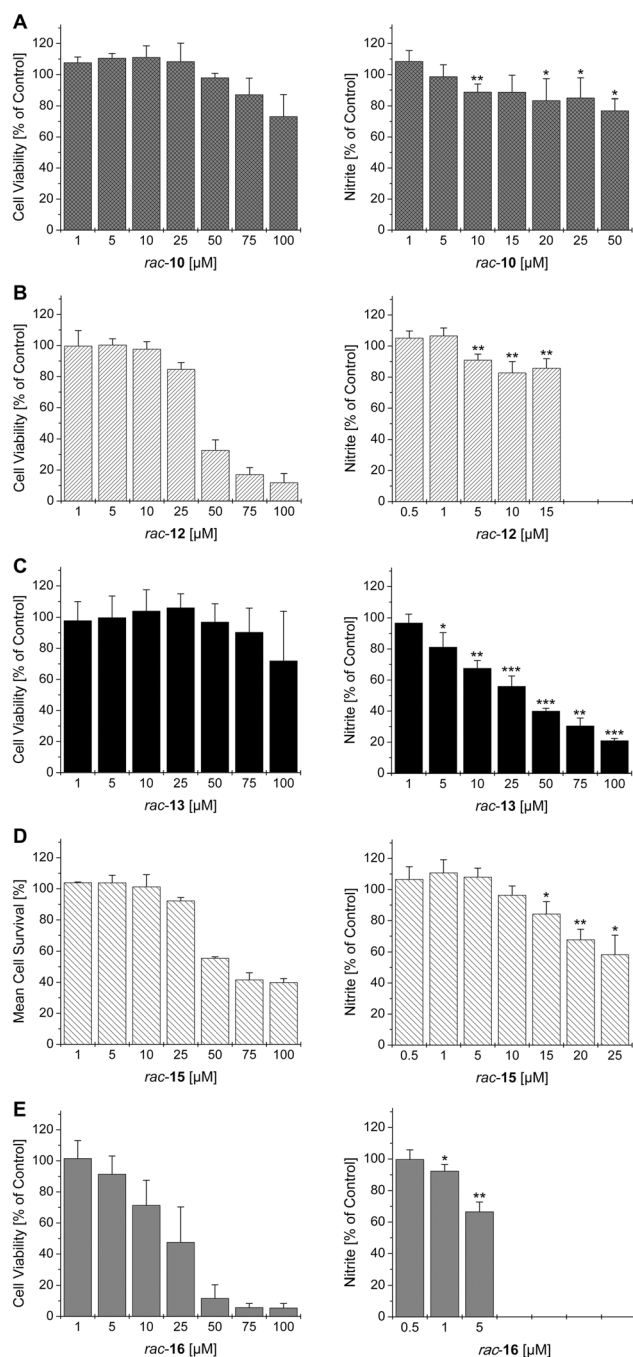 A
Cell Viability [% of Control]
120
100
80
60
40
20
0
1 5 10 25 50 75 100
rac-10 [µM]
Nitrite [% of Control]
120
100
80
60
40
20
0
** * * *
1 5 10 15 20 25 50
rac-10 [µM]
B
Cell Viability [% of Control]
120
100
80
60
40
20
0
1 5 10 25 50 75 100
rac-12 [µM]
Nitrite [% of Control]
120
100
80
60
40
20
0
** ** **
0.5 1 5 10 15
rac-12 [µM]
C
Cell Viability [% of Control]
120
100
80
60
40
20
0
1 5 10 25 50 75 100
rac-13 [µM]
Nitrite [% of Control]
120
100
80
60
40
20
0
* ** *** *** ** ***
1 5 10 25 50 75 100
rac-13 [µM]
D
Mean Cell Survival [%]
120
100
80
60
40
20
0
1 5 10 25 50 75 100
rac-15 [µM]
Nitrite [% of Control]
120
100
80
60
40
20
0
* ** *
0.5 1 5 10 15 20 25
rac-15 [µM]
E
Cell Viability [% of Control]
120
100
80
60
40
20
0
1 5 10 25 50 75 100
rac-16 [µM]
Nitrite [% of Control]
120
100
80
60
40
20
0
* **
0.5 1 5
rac-16 [µM]